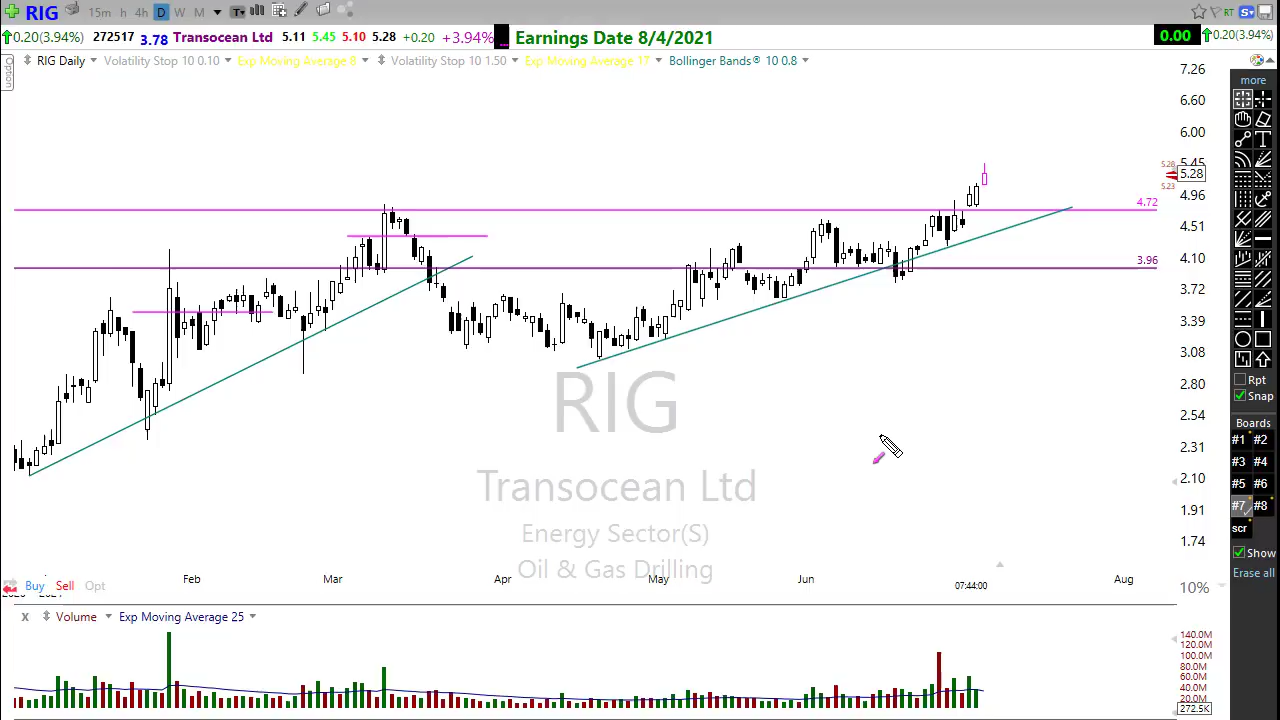 RIG 15m h 4h D W M T RT S
0.20(3.94%) 272517 3.78 Transocean Ltd 5.11 5.45 5.10 5.28 +0.20 +3.94% Earnings Date 8/4/2021 0.00 0.20(3.94%)
Option
RIG Daily Volatility Stop 10 0.10 Exp Moving Average 8 Volatility Stop 10 1.50 Exp Moving Average 17 Bollinger Bands® 10 0.8
7.26
more
6.60
6.00
5.45
5.28
5.28
5.23
4.96
4.72
4.51
4.10
3.96
3.72
3.39
3.08
2.80
2.54
2.31
2.10
1.91
1.74
RIG
Transocean Ltd
Energy Sector(S)
Oil & Gas Drilling
Rpt
Snap
Boards
#1 #2
#3 #4
#5 #6
#7 #8
scr
Show
Erase all
Feb Mar Apr May Jun 07:44:00 Aug
Buy Sell Opt 10%
X Volume Exp Moving Average 25
140.0M
120.0M
100.0M
80.0M
60.0M
40.0M
20.0M
272.5K